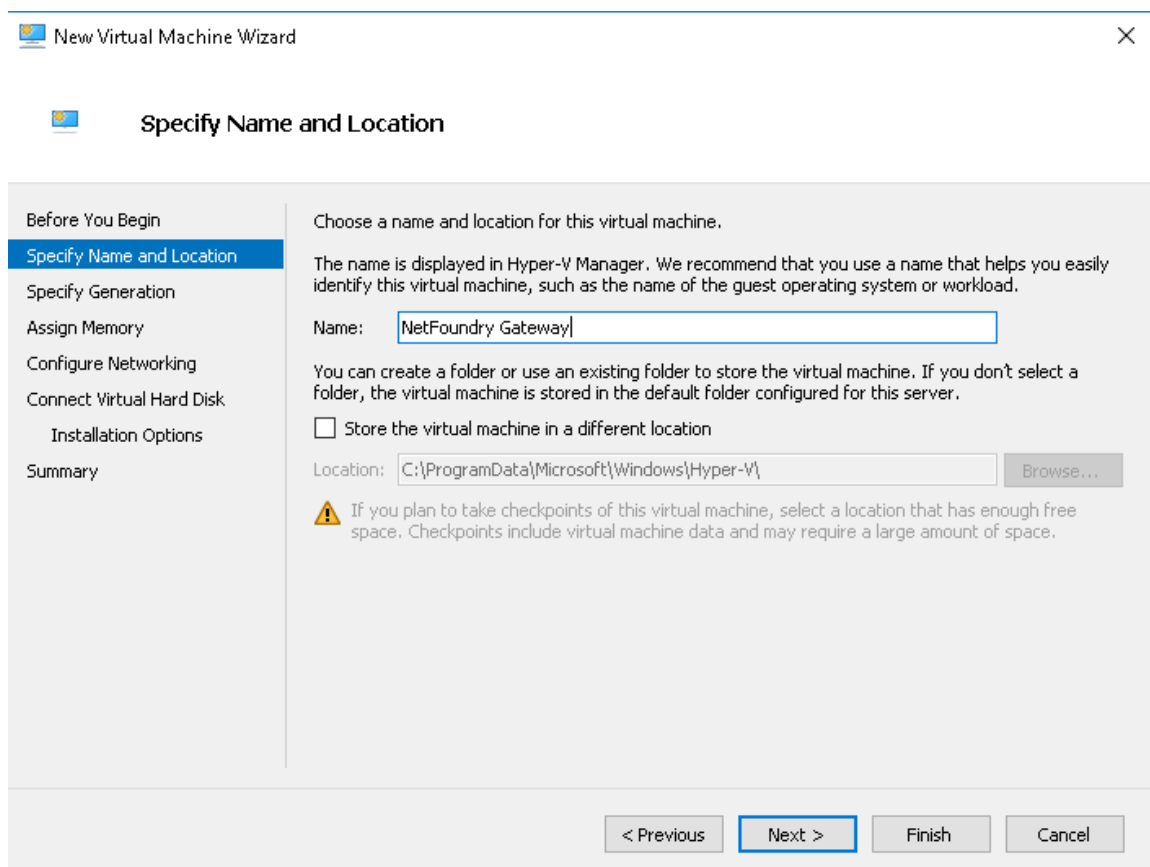 New Virtual Machine Wizard
Specify Name and Location
Before You Begin
Specify Name and Location
Specify Generation
Assign Memory
Configure Networking
Connect Virtual Hard Disk
Installation Options
Summary
Choose a name and location for this virtual machine.
The name is displayed in Hyper-V Manager. We recommend that you use a name that helps you easily
identify this virtual machine, such as the name of the guest operating system or workload.
Name: NetFoundry Gateway
You can create a folder or use an existing folder to store the virtual machine. If you don't select a
folder, the virtual machine is stored in the default folder configured for this server.
Store the virtual machine in a different location
Location: C:\ProgramData\Microsoft\Windows\Hyper-V\ Browse...
If you plan to take checkpoints of this virtual machine, select a location that has enough free
space. Checkpoints include virtual machine data and may require a large amount of space.
< Previous Next > Finish Cancel